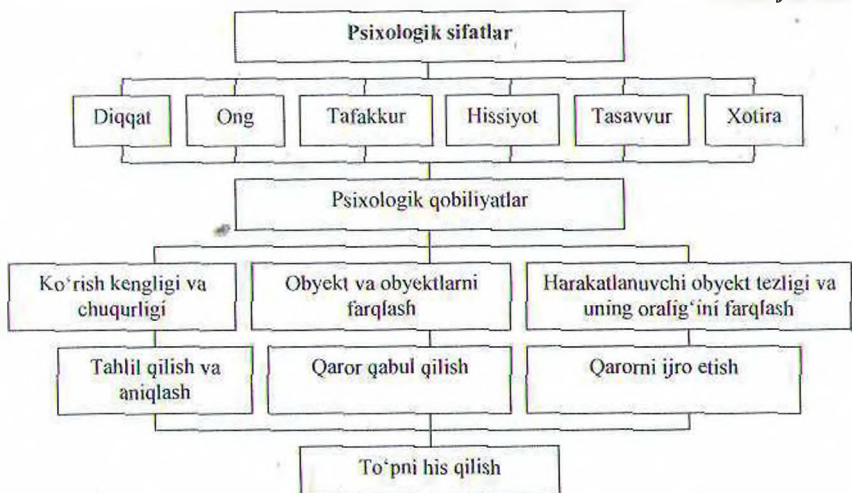 Psixologik sifatlar
Diqqat
Ong
Tafakkur
Hissiyot
Tasavvur
Xotira
Psixologik qobiliyatlar
Ko‘rish kengligi va
chuqurligi
Obyekt va obyektlarni
farqlash
Harakatlanuvchi obyekt tezligi va
uning oralig‘ini farqlash
Tahlil qilish va
aniqlash
Qaror qabul qilish
Qarorni ijro etish
To‘pni his qilish